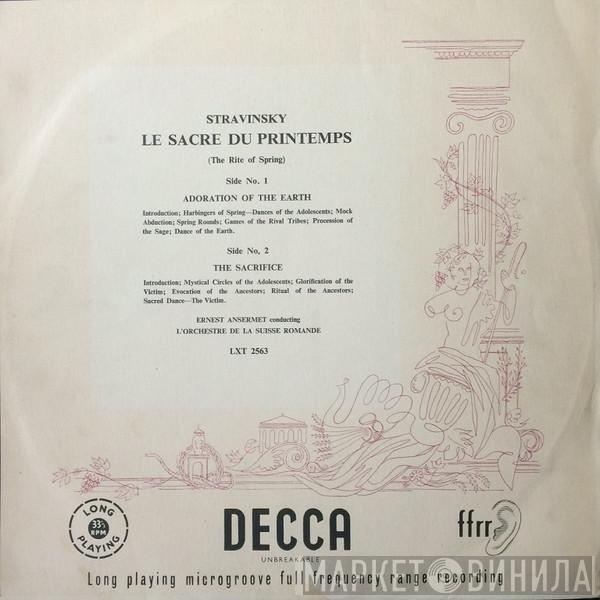 STRAVINSKY
LE SACRE DU PRINTEMPS
(The Rite of Spring)
Side No. 1
ADORATION OF THE EARTH
Introduction; Harbingers of Spring—Dances of the Adolescents; Mock
Abduction; Spring Rounds; Games of the Rival Tribes; Procession of
the Sage; Dance of the Earth.
Side No, 2
THE SACRIFICE
Introduction; Mystical Circles of the Adolescents; Glorification of the
Victim; Evocation of the Ancestors; Ritual of the Ancestors;
Sacred Dance—The Victim.
ERNEST ANSERMET conducting
L'ORCHESTRE DE LA SUISSE ROMANDE
LXT 2563
LONG
33⅓
RPM
PLAYING
DECCA
UNBREAKABLE
ffrr
Long playing microgroove full frequency range recording
МАРКЕТ ВИНИЛА